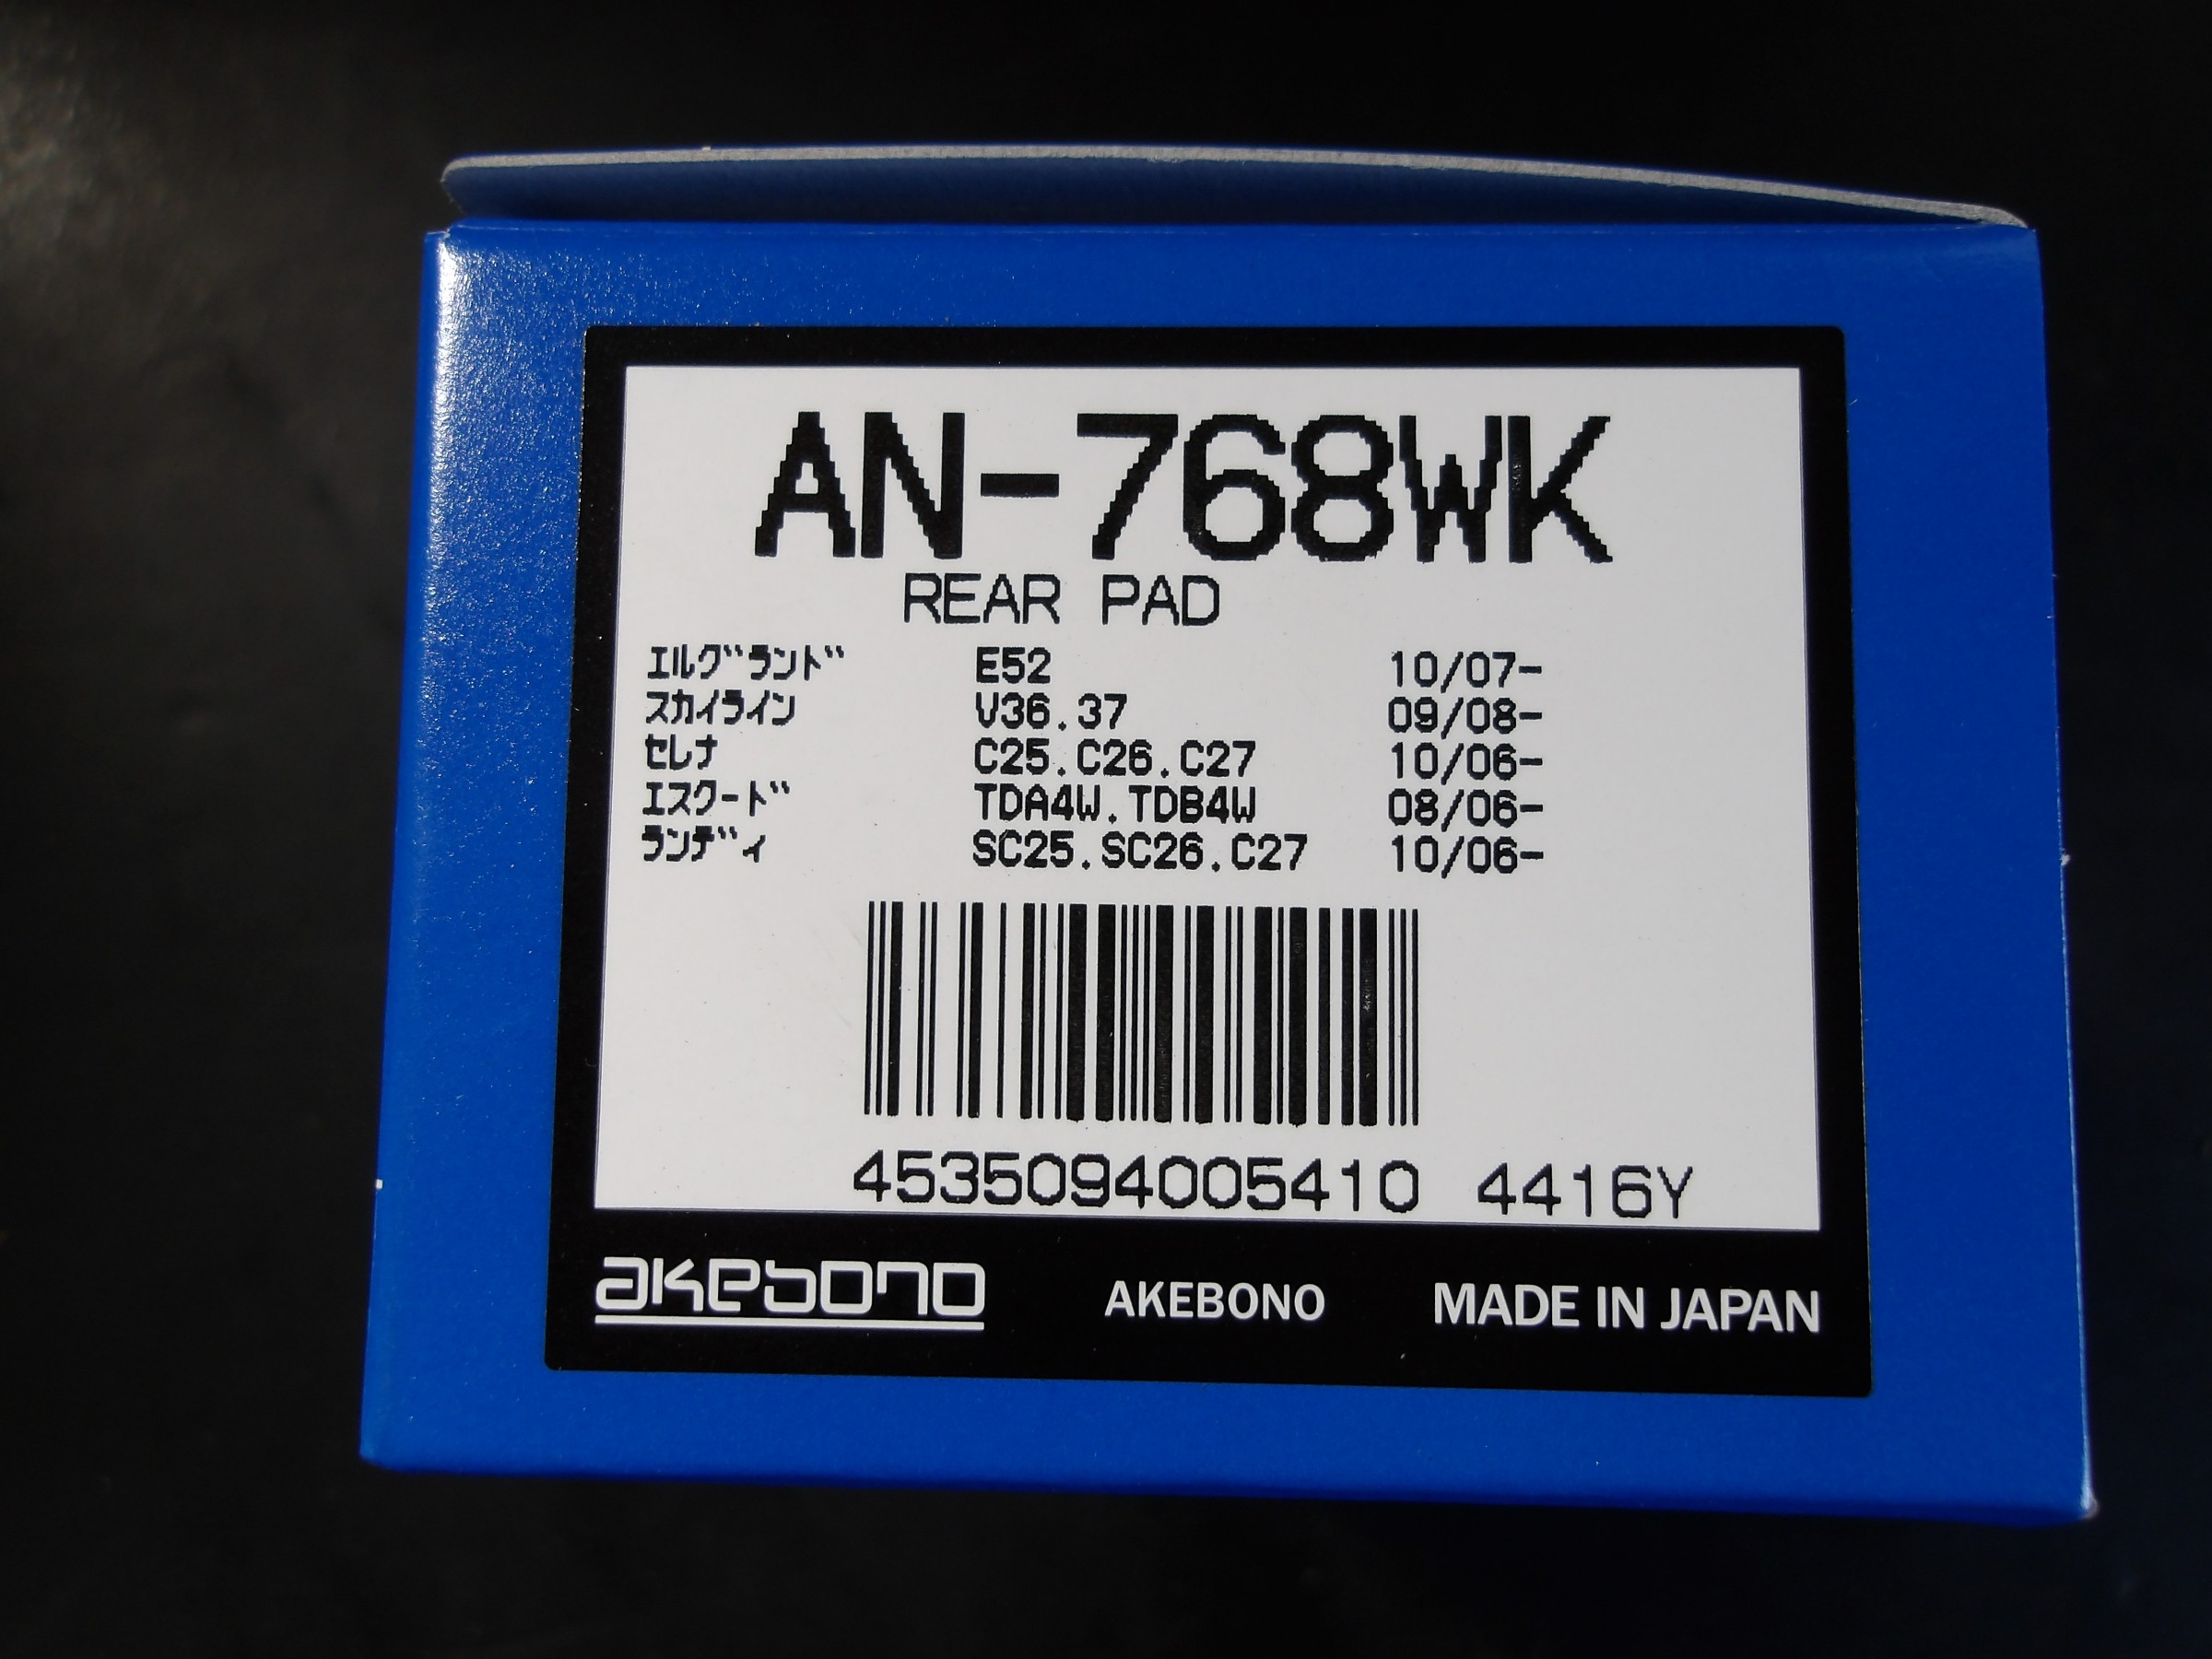 AN-768WK
REAR PAD
ｴﾙｸﾞﾗﾝﾄﾞ E52 10/07-
ｽｶｲﾗｲﾝ V36.37 09/08-
ｾﾚﾅ C25.C26.C27 10/06-
ｴｽｸｰﾄﾞ TDA4W.TDB4W 08/06-
ﾗﾝﾃﾞｨ SC25.SC26.C27 10/06-
4535094005410 4416Y
akebono AKEBONO MADE IN JAPAN